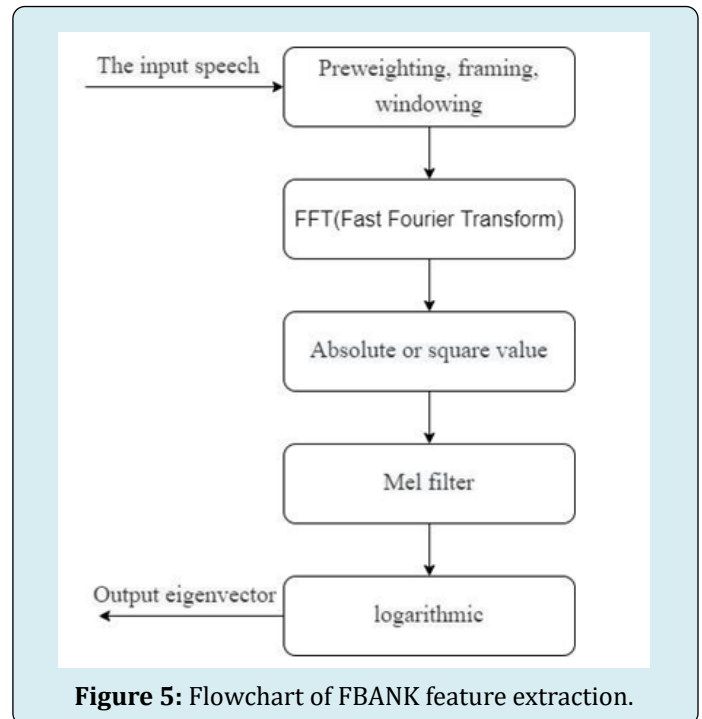 The input speech
Preweighting, framing,
windowing
FFT(Fast Fourier Transform)
Absolute or square value
Mel filter
Output eigenvector
logarithmic
Figure 5: Flowchart of FBANK feature extraction.